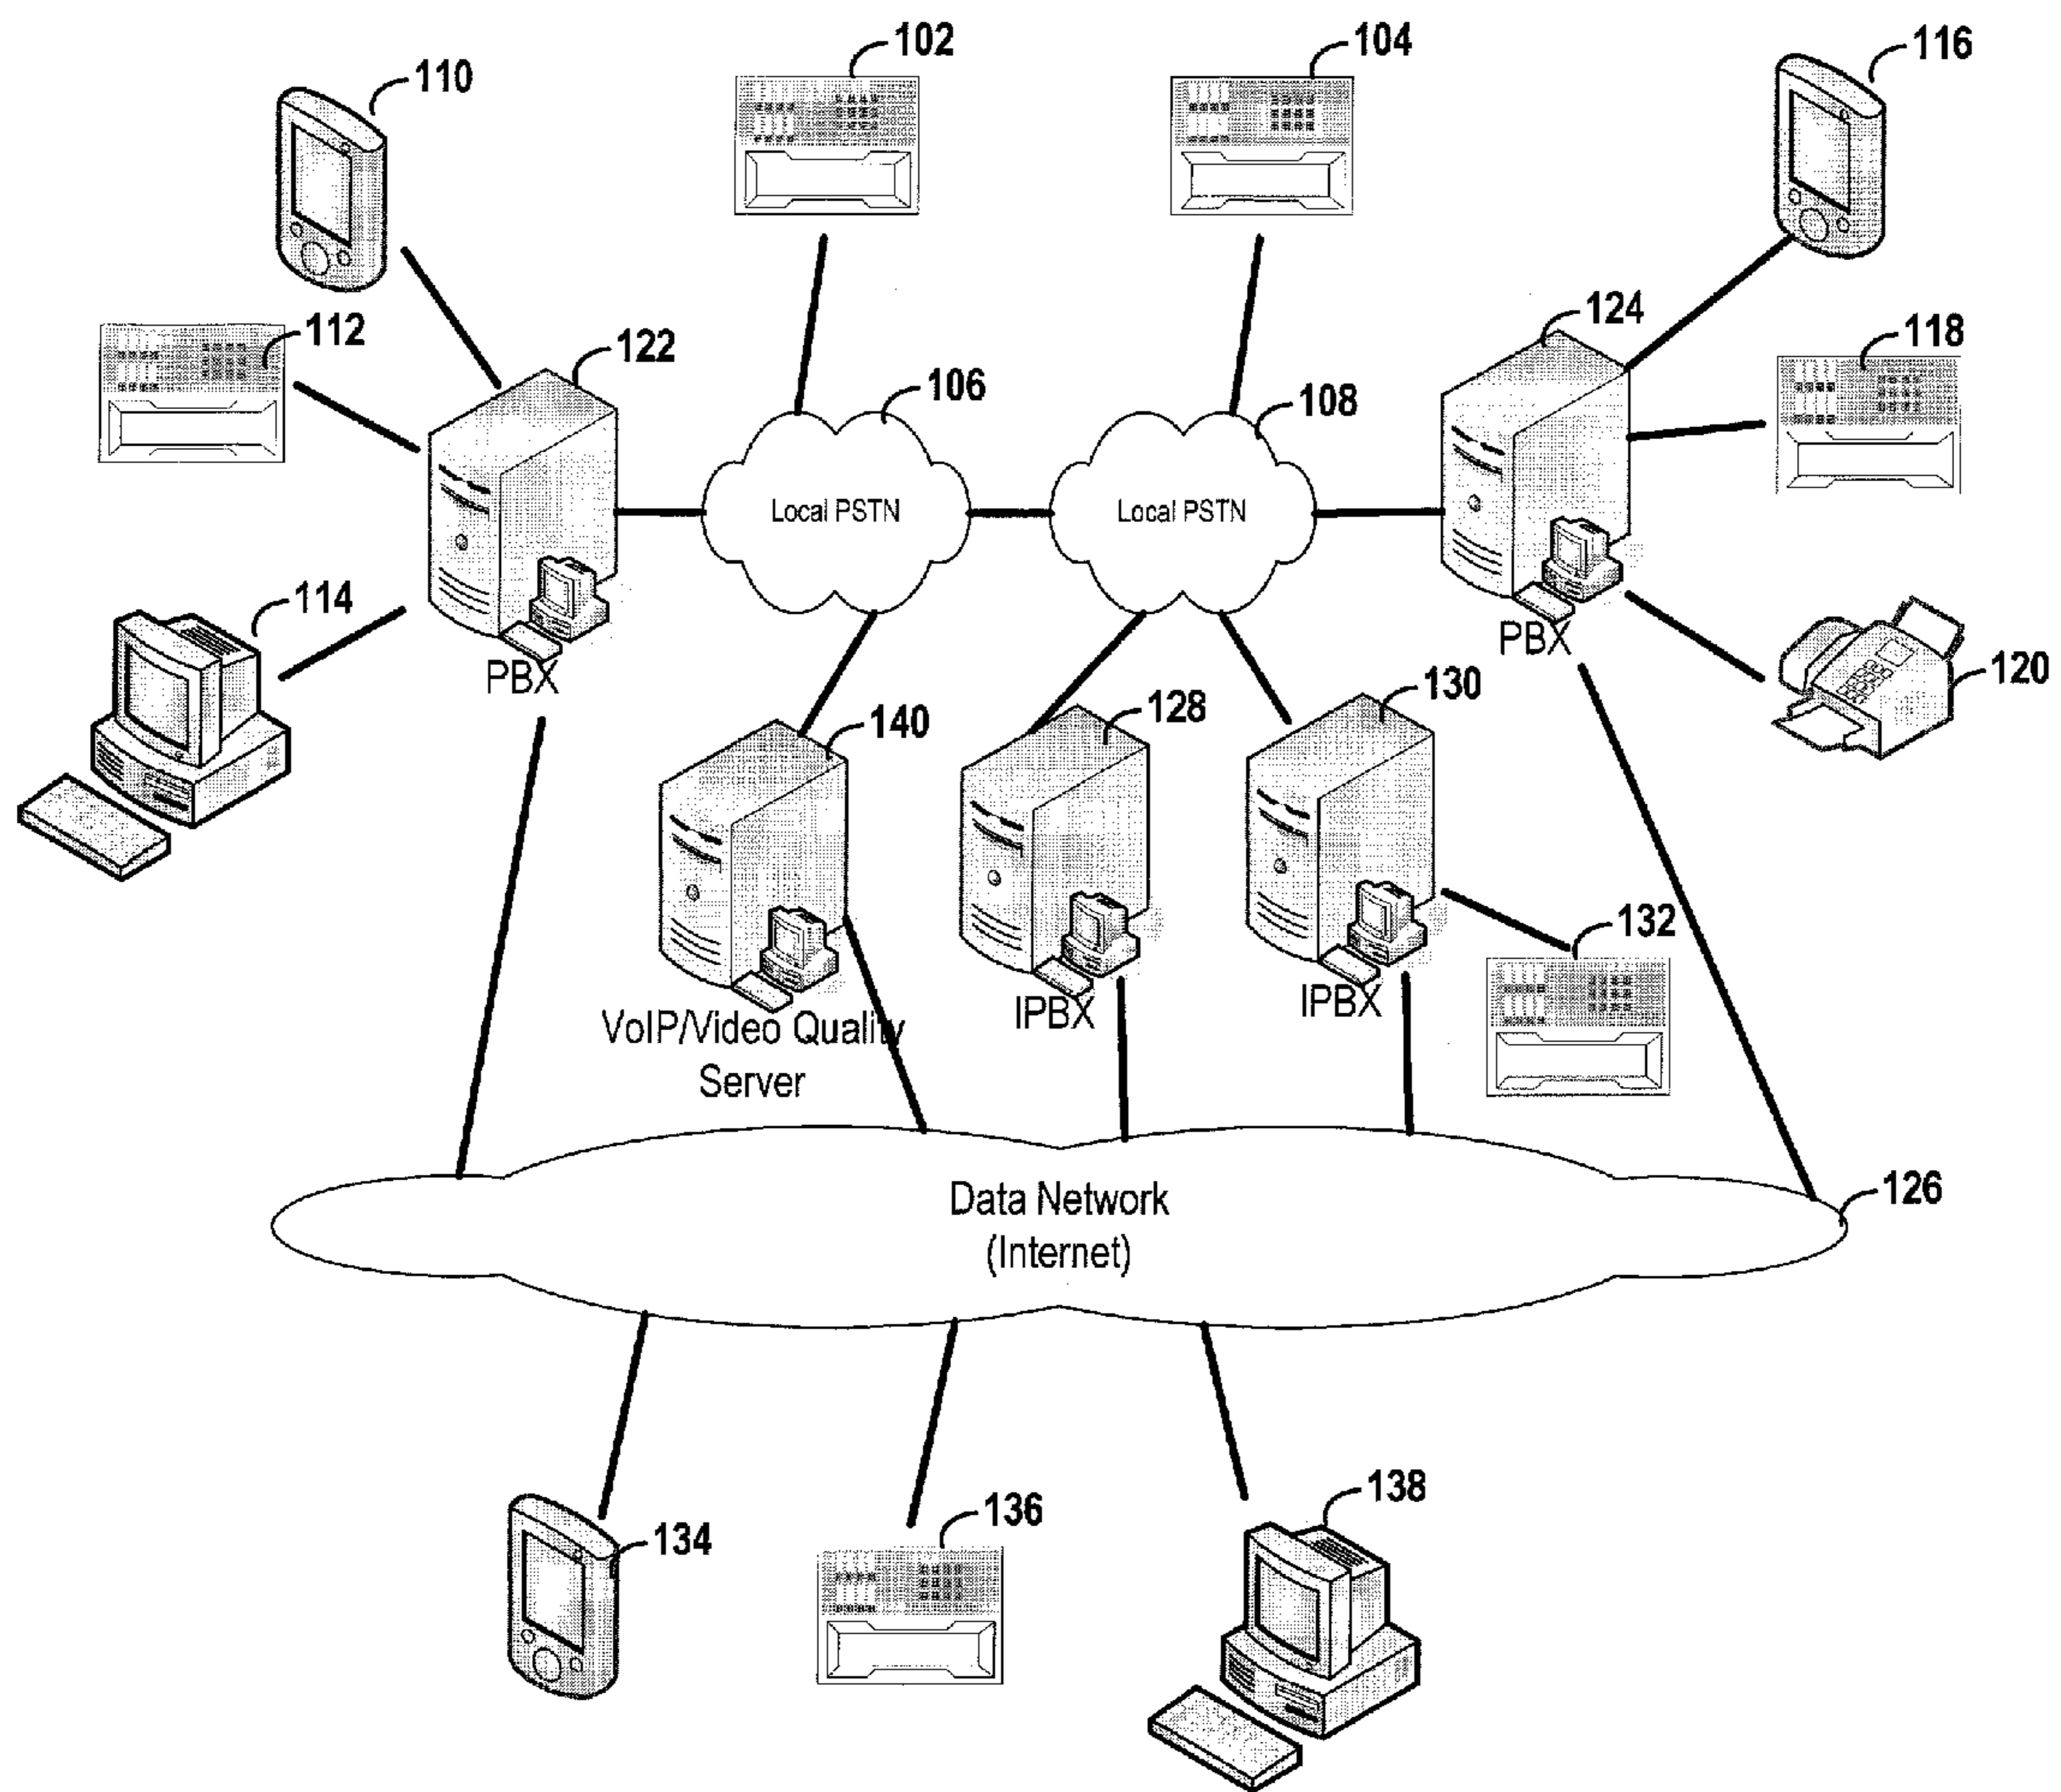 102
104
116
110
124
112
122
118
106
108
Local PSTN
Local PSTN
114
PBX
PBX
120
130
128
140
132
IPBX
IPBX
VoIP/Video Quality
Server
Data Network
(Internet)
126
138
136
134